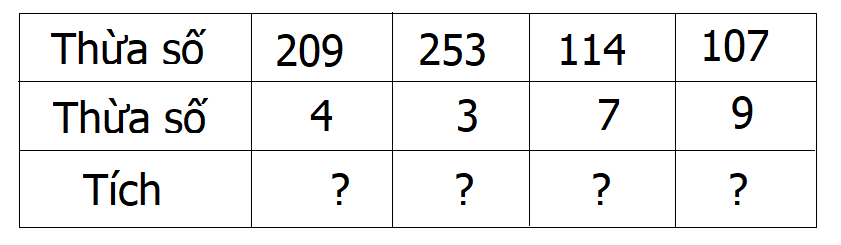 Thừa số 209 253 114 107
Thừa số 4 3 7 9
Tích ? ? ? ?